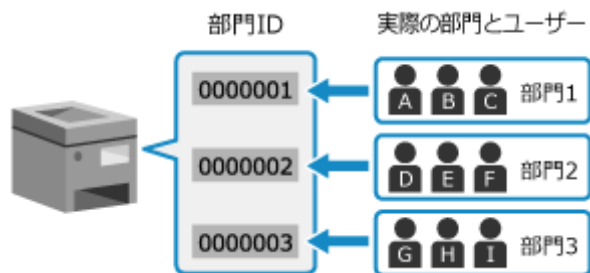 部門ID
実際の部門とユーザー
0000001
A B C 部門1
0000002
D E F 部門2
0000003
G H I 部門3